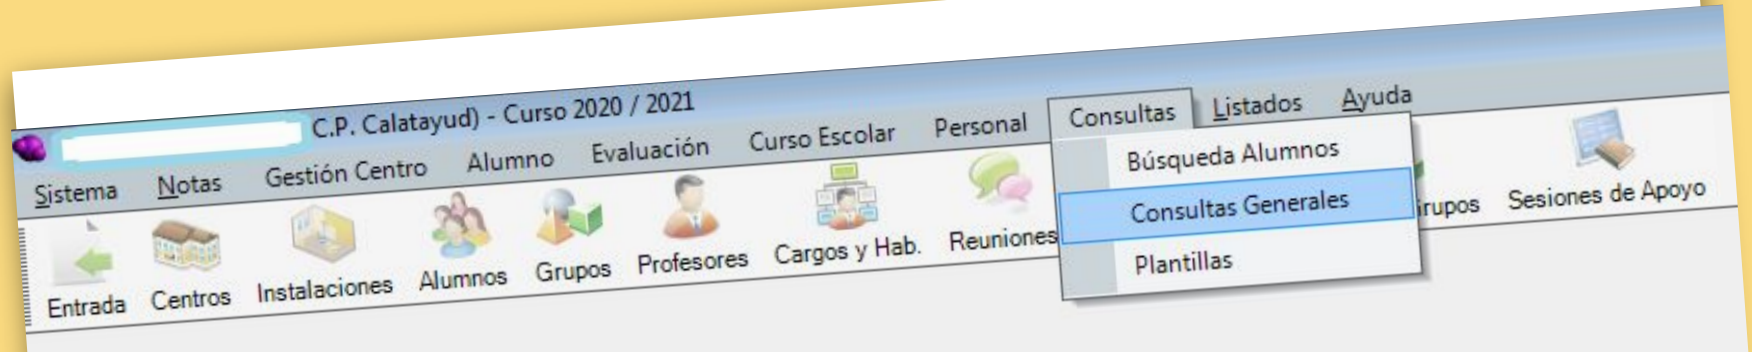 C.P. Calatayud) - Curso 2020 / 2021
Sistema Notas Gestión Centro Alumno Evaluación Curso Escolar Personal Consultas Listados Ayuda
Búsqueda Alumnos
Consultas Generales
Plantillas
Entrada Centros Instalaciones Alumnos Grupos Profesores Cargos y Hab. Reuniones rupos Sesiones de Apoyo